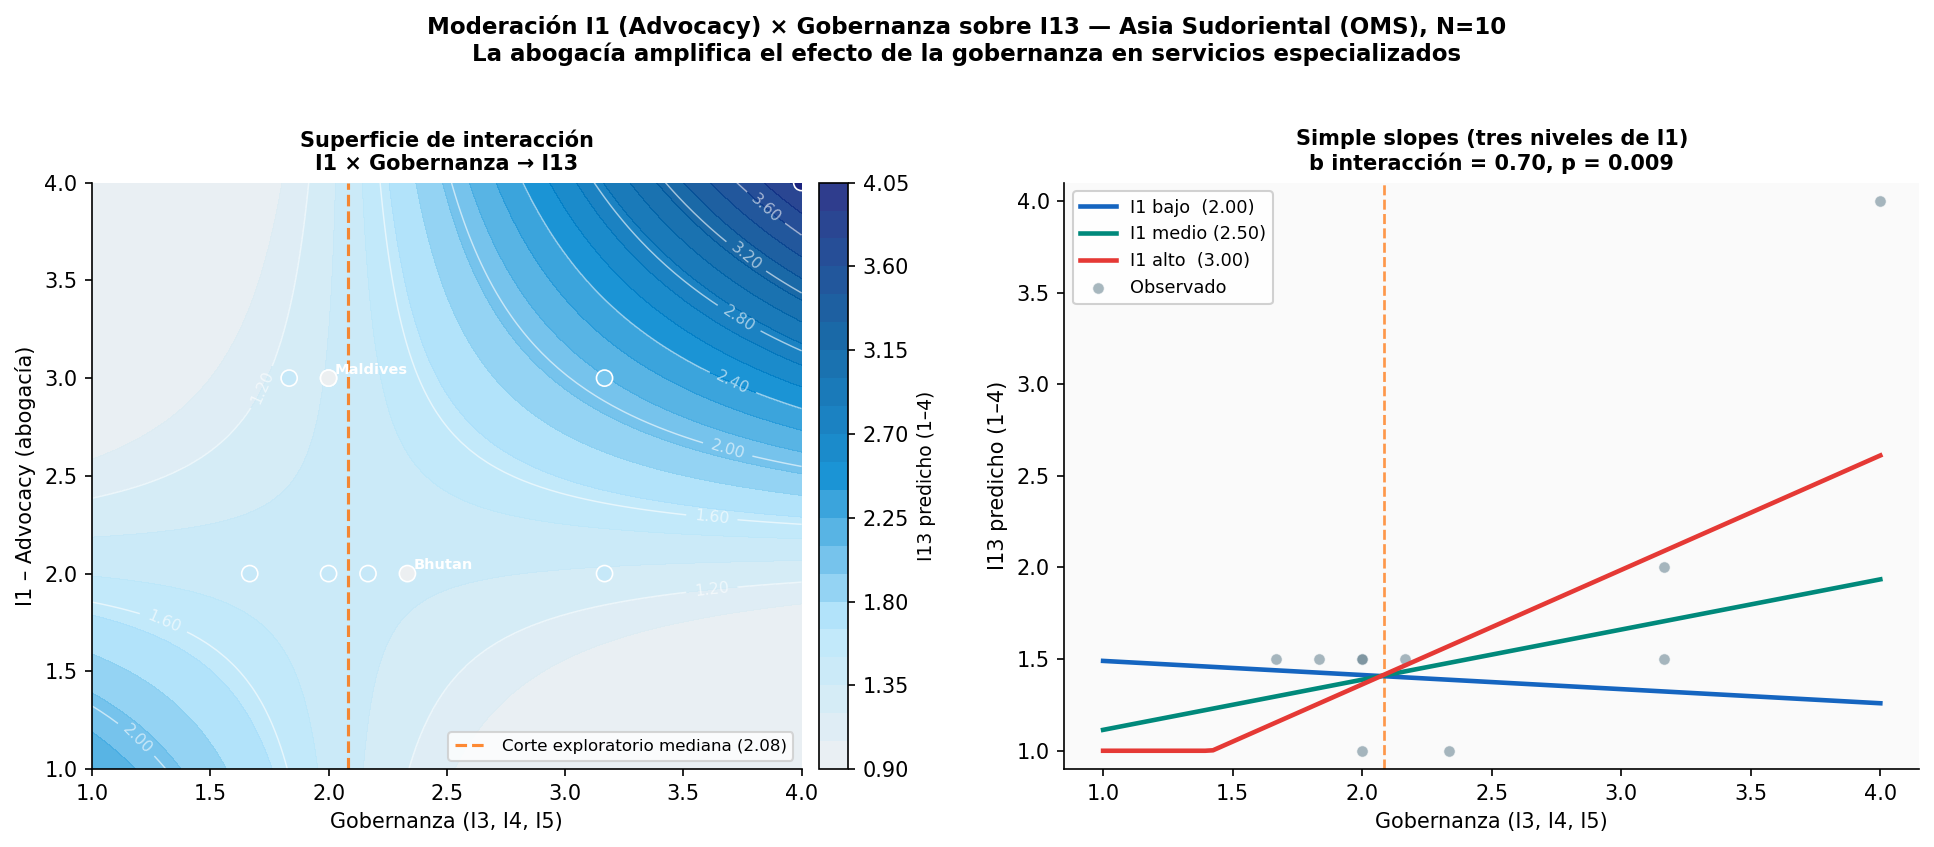 Moderación I1 (Advocacy) × Gobernanza sobre I13 — Asia Sudoriental (OMS), N=10
La abogacía amplifica el efecto de la gobernanza en servicios especializados
Superficie de interacción
I1 × Gobernanza → I13
I1 – Advocacy (abogacía)
4.0
3.5
3.0
2.5
2.0
1.5
1.0
3.60
3.20
2.80
2.40
2.00
1.60
1.20
1.20
1.20
1.60
2.00
Maldives
Bhutan
Corte exploratorio mediana (2.08)
1.0
1.5
2.0
2.5
3.0
3.5
4.0
Gobernanza (I3, I4, I5)
4.05
3.60
3.15
2.70
2.25
1.80
1.35
0.90
I13 predicho (1–4)
Simple slopes (tres niveles de I1)
b interacción = 0.70, p = 0.009
I1 bajo (2.00)
I1 medio (2.50)
I1 alto (3.00)
Observado
I13 predicho (1–4)
4.0
3.5
3.0
2.5
2.0
1.5
1.0
1.0
1.5
2.0
2.5
3.0
3.5
4.0
Gobernanza (I3, I4, I5)